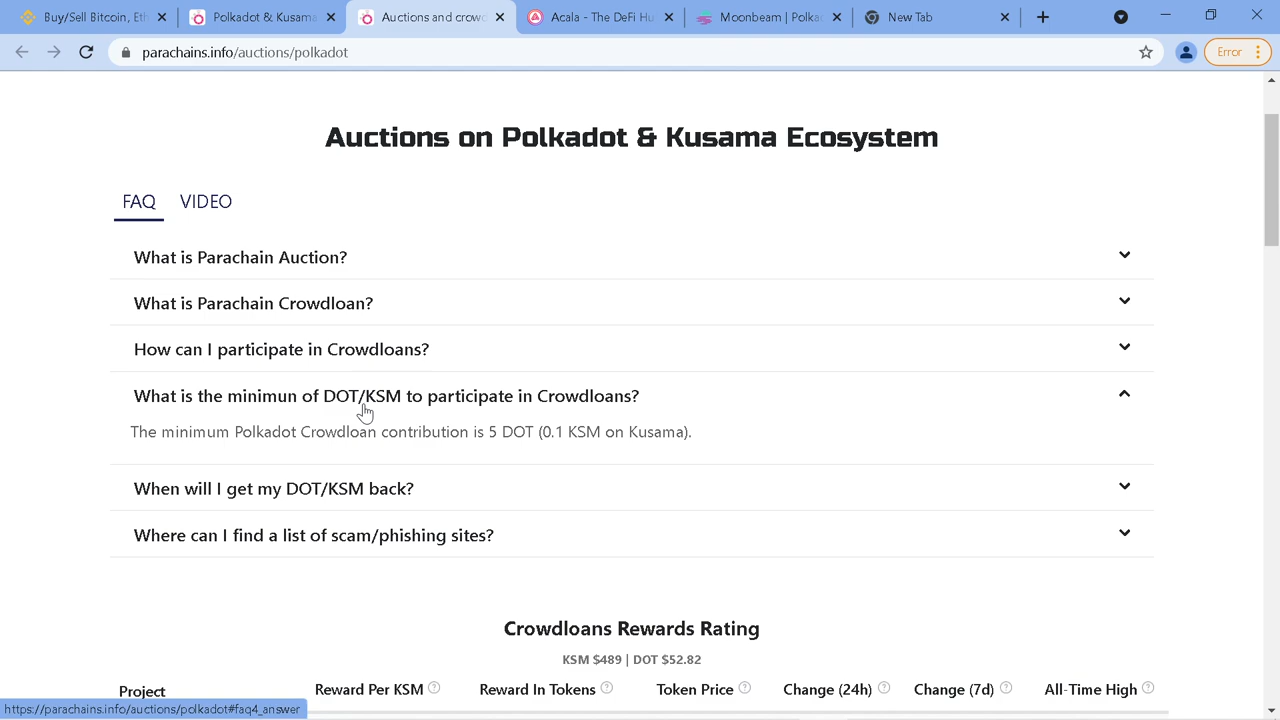 Buy/Sell Bitcoin, Eth
Polkadot & Kusama
Auctions and crowd
Acala - The DeFi Hu
Moonbeam | Polka
New Tab
parachains.info/auctions/polkadot
Error
Auctions on Polkadot & Kusama Ecosystem
FAQ VIDEO
What is Parachain Auction?
What is Parachain Crowdloan?
How can I participate in Crowdloans?
What is the minimun of DOT/KSM to participate in Crowdloans?
The minimum Polkadot Crowdloan contribution is 5 DOT (0.1 KSM on Kusama).
When will I get my DOT/KSM back?
Where can I find a list of scam/phishing sites?
Crowdloans Rewards Rating
KSM $489 | DOT $52.82
Project Reward Per KSM ? Reward In Tokens ? Token Price ? Change (24h) ? Change (7d) ? All-Time High ?
https://parachains.info/auctions/polkadot#faq4_answer